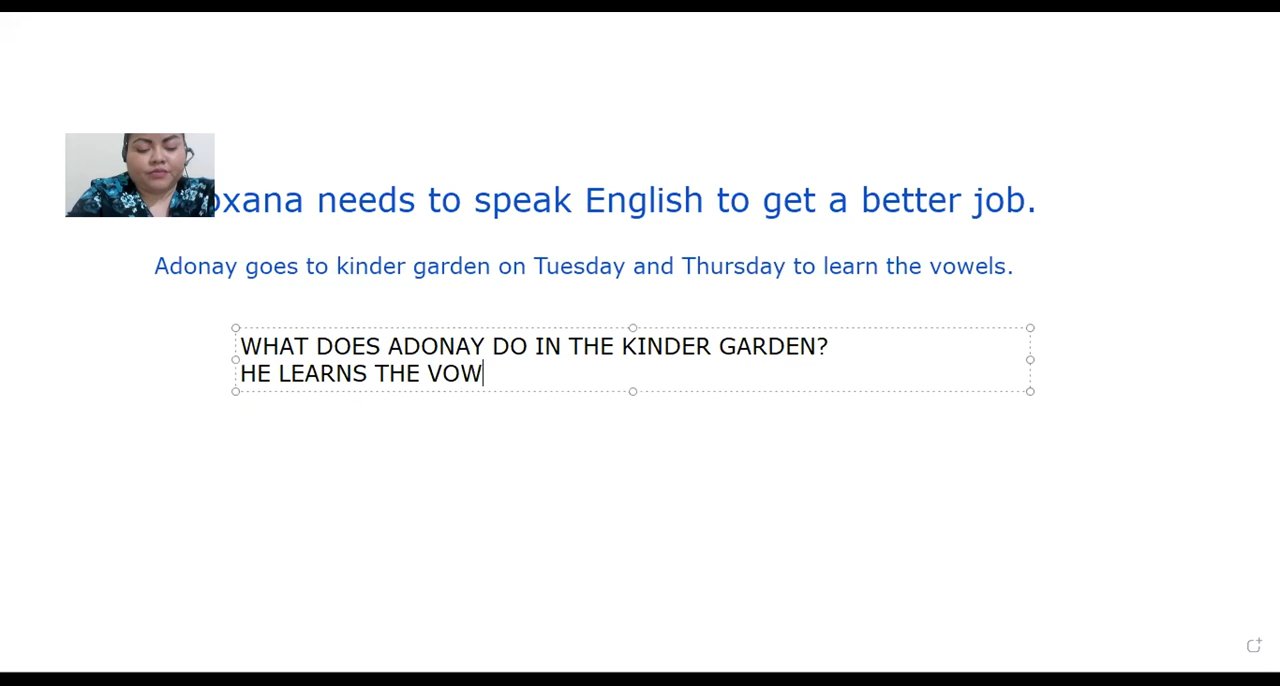 needs to speak English to get a better job.
Adonay goes to kinder garden on Tuesday and Thursday to learn the vowels.
WHAT DOES ADONAY DO IN THE KINDER GARDEN?
HE LEARNS THE VOW